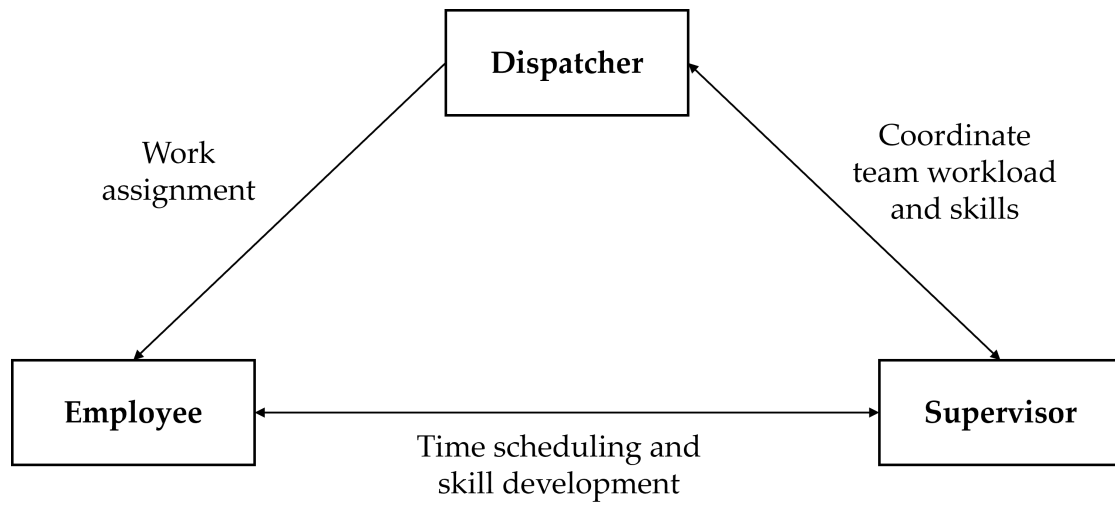 Dispatcher
Work
assignment
Coordinate
team workload
and skills
Employee
Supervisor
Time scheduling and
skill development